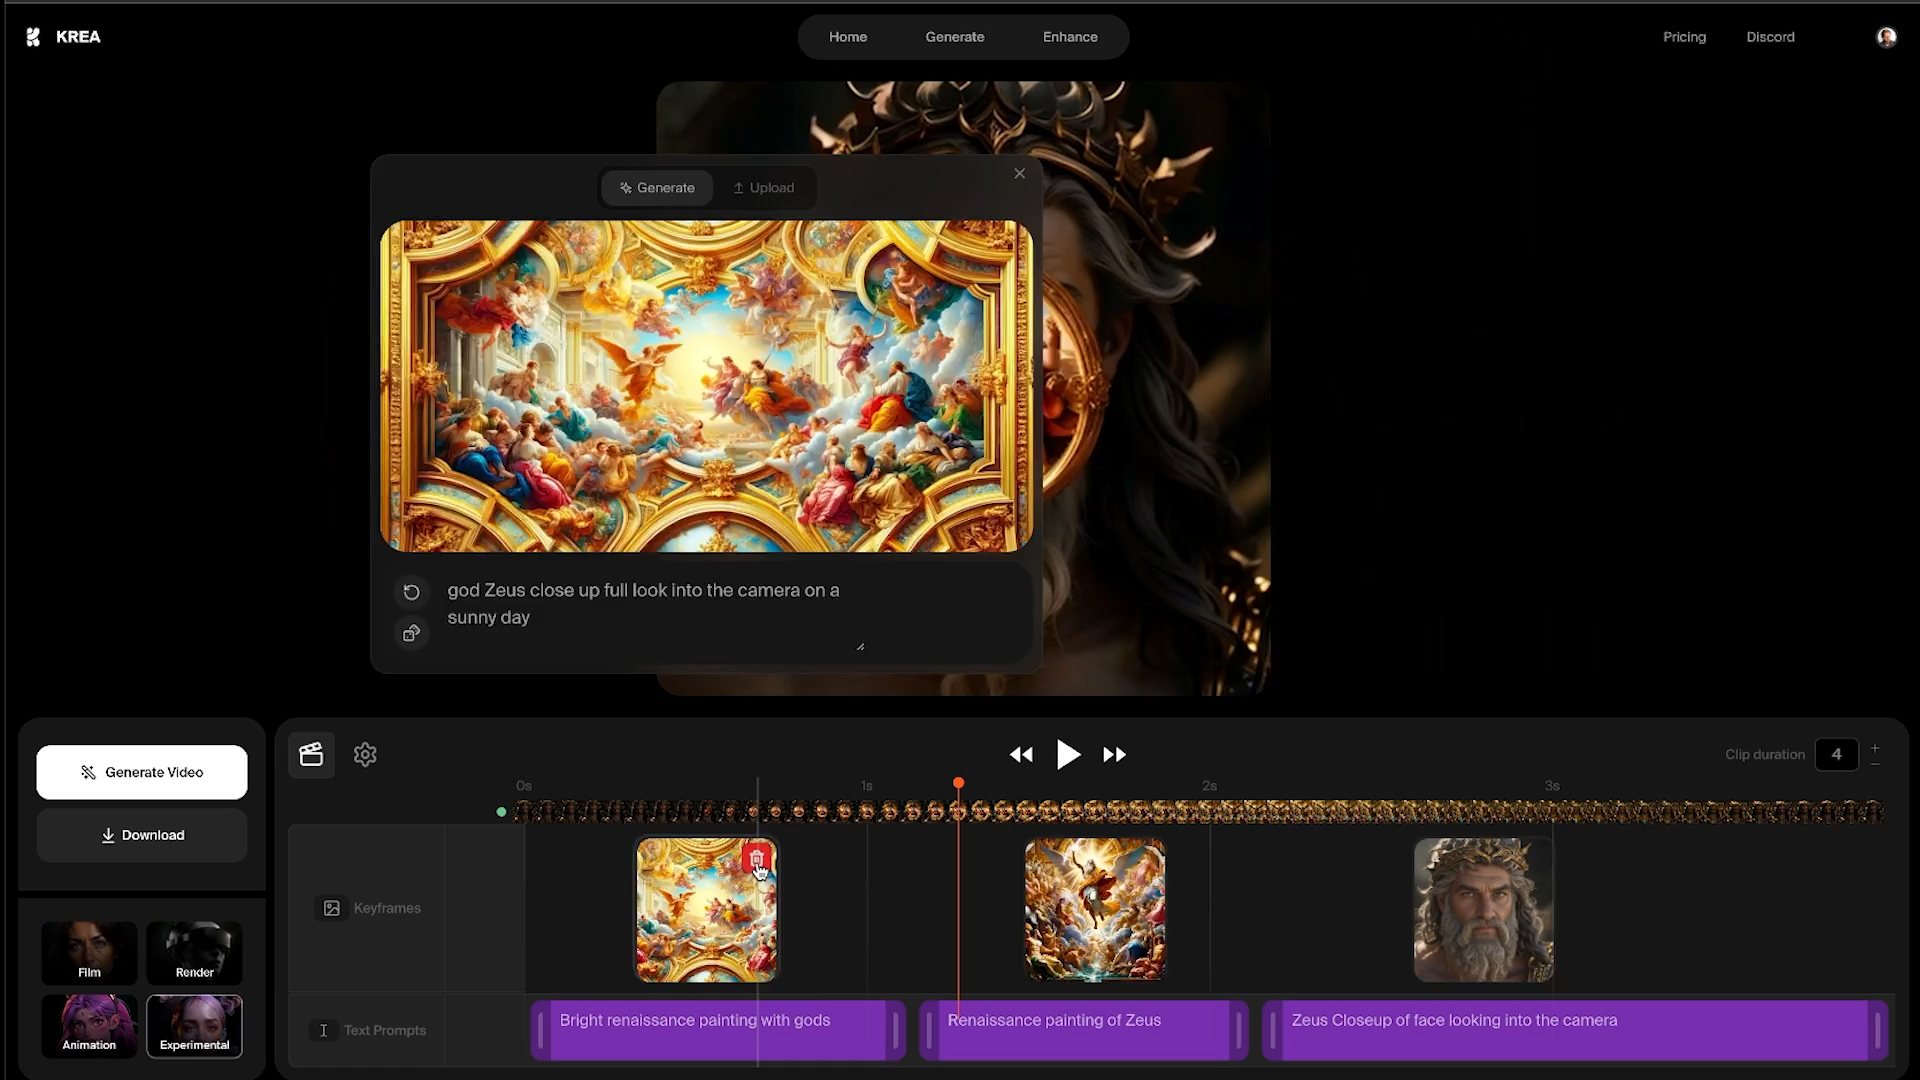 KREA
Home
Generate
Enhance
Pricing
Discord
Generate
Upload
god Zeus close up full look into the camera on a
sunny day
Generate Video
Download
Clip duration
4
0s
1s
2s
3s
Keyframes
Film
Render
Animation
Experimental
Text Prompts
Bright renaissance painting with gods
Renaissance painting of Zeus
Zeus Closeup of face looking into the camera